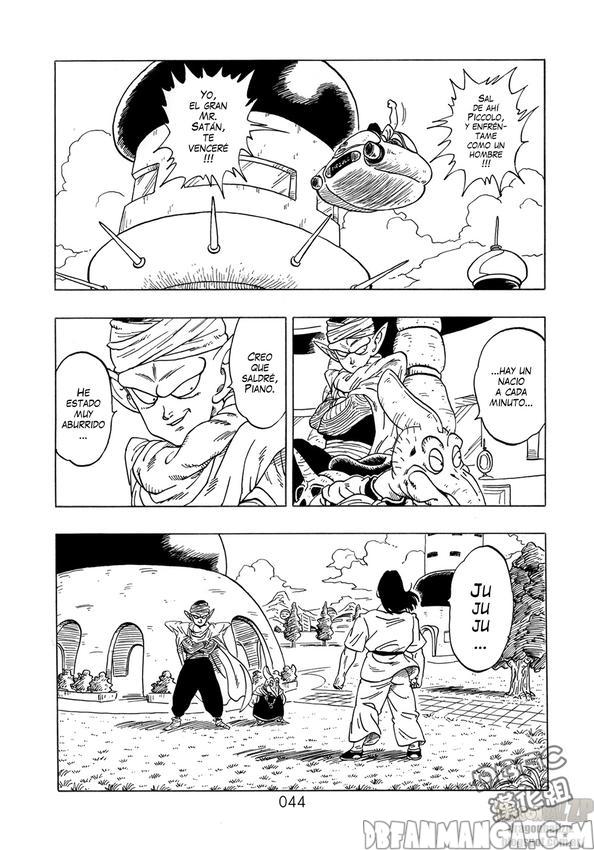 SAL
DE AHÍ
PICCOLO,
Y ENFRÉN-
TAME
COMO UN
HOMBRE
!!!
YO,
EL GRAN
MR.
SATÁN,
TE
VENCERÉ
!!!
...HAY UN
NACIO
A CADA
MINUTO...
CREO
QUE
SALDRÉ,
PIANO.
HE
ESTADO
MUY
ABURRIDO
...
JU
JU
JU
...
044
DBFANMANGA.COM